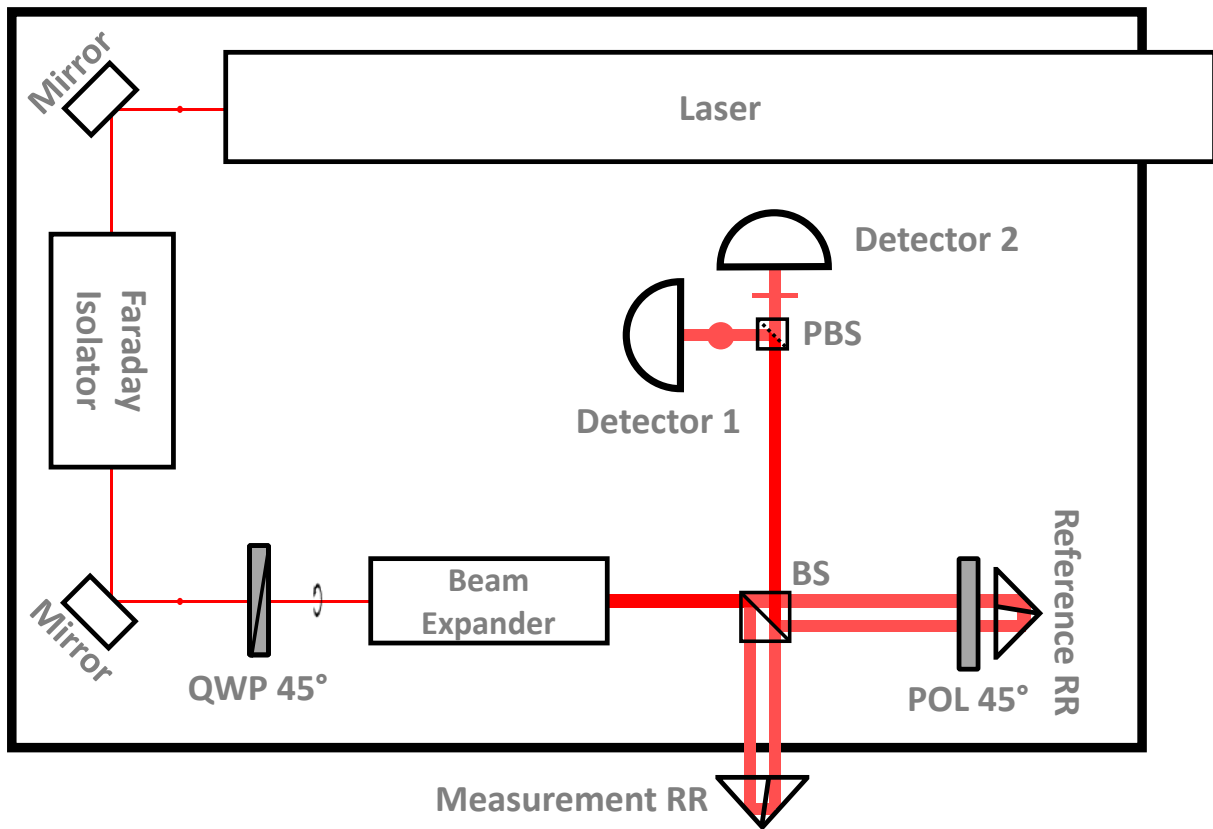 Mirror
Laser
Detector 2
Faraday
Isolator
PBS
Detector 1
Mirror
QWP 45°
Beam
Expander
BS
POL 45°
Reference RR
Measurement RR